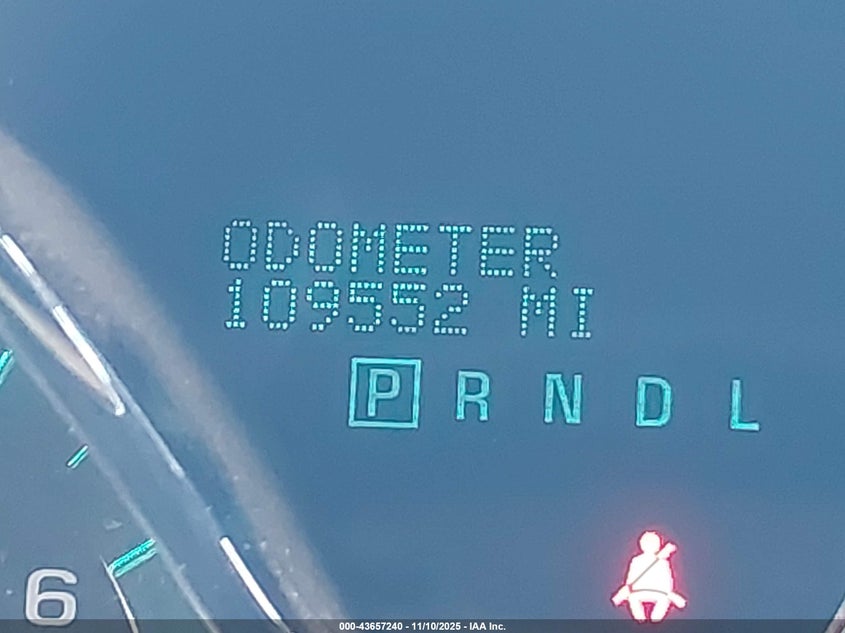 ODOMETER
109552 MI
P R N D L
6
000-43657240 - 11/10/2025 - IAA Inc.